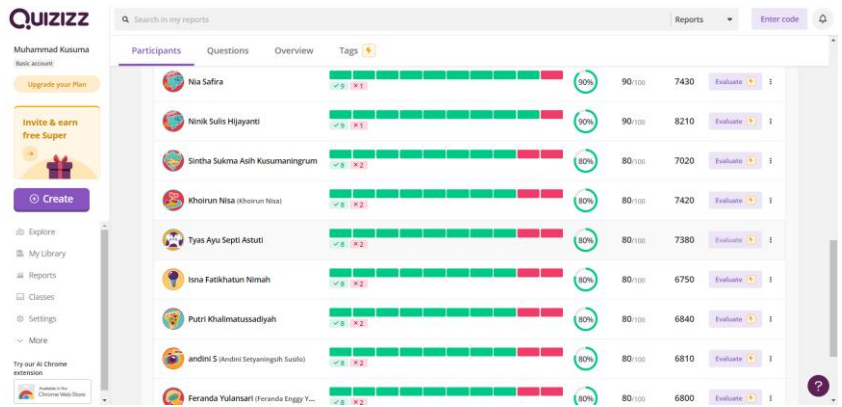 QUIZIZZ
Search in my reports
Reports
Enter code
Muhammad Kusuma
Basic account
Upgrade your Plan
Invite & earn
free Super
Create
Explore
My Library
Reports
Classes
Settings
More
Try our AI Chrome
extension
Available in the
Chrome Web Store
Participants Questions Overview Tags
Nia Safira 9 1 90% 90/100 7430 Evaluate
Ninik Sulis Hijayanti 9 1 90% 90/100 8210 Evaluate
Sintha Sukma Asih Kusumaningrum 8 2 80% 80/100 7020 Evaluate
Khoirun Nisa (Khoirun Nisa) 8 2 80% 80/100 7420 Evaluate
Tyas Ayu Septi Astuti 8 2 80% 80/100 7380 Evaluate
Isna Fatikhatun Nimah 8 2 80% 80/100 6750 Evaluate
Putri Khalimatussadiyah 8 2 80% 80/100 6840 Evaluate
andini S (Andini Setyaningsih Susilo) 8 2 80% 80/100 6810 Evaluate
Feranda Yulansari (Feranda Enggy Y... 8 2 80% 80/100 6800 Evaluate
?